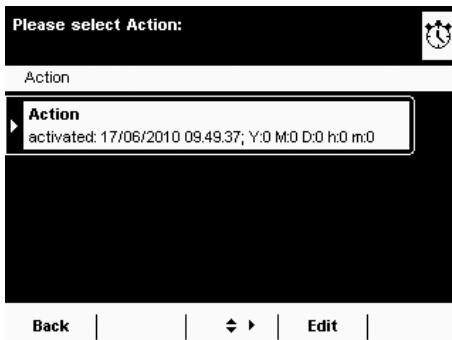 Please select Action:
Action
Action
activated: 17/06/2010 09.49.37; Y:0 M:0 D:0 h:0 m:0
Back Edit